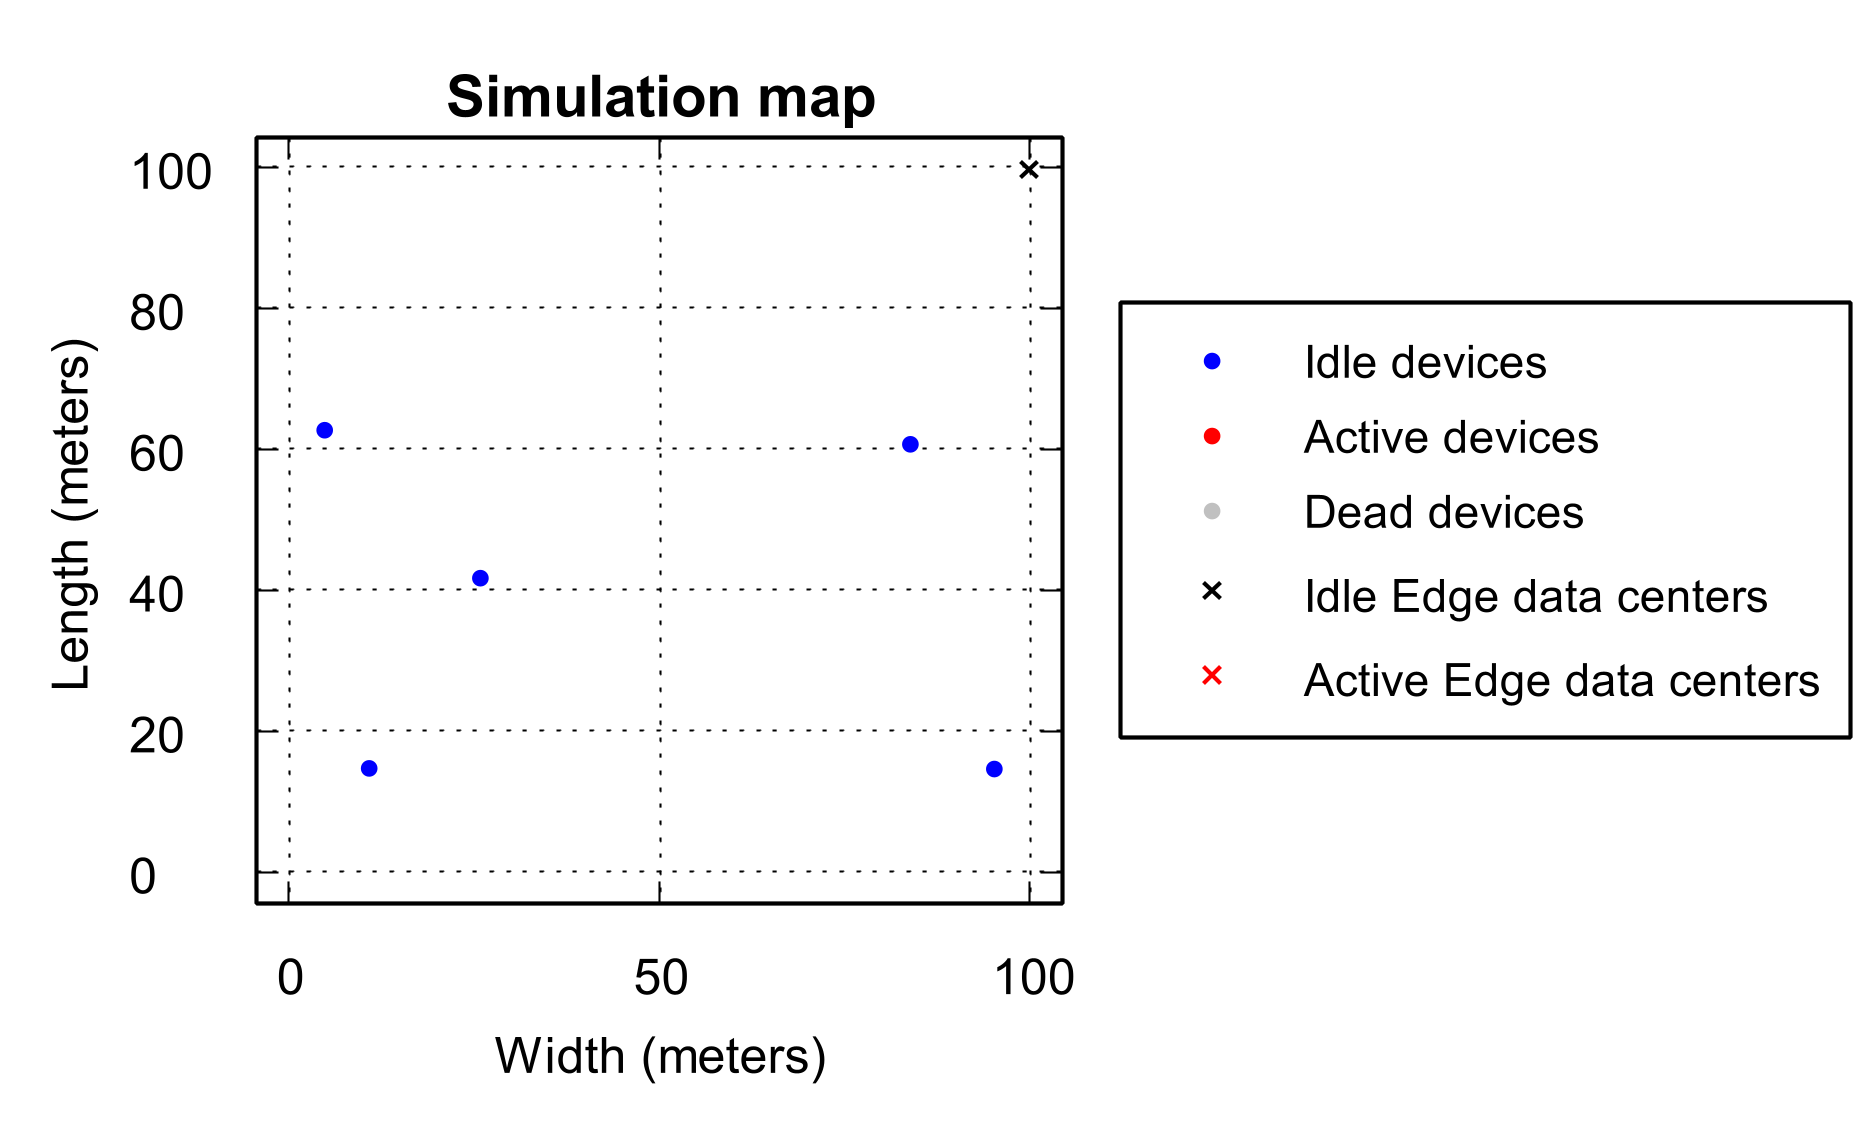 Simulation map
100
80
60
40
20
0
Length (meters)
0 50 100
Width (meters)
Idle devices
Active devices
Dead devices
Idle Edge data centers
Active Edge data centers